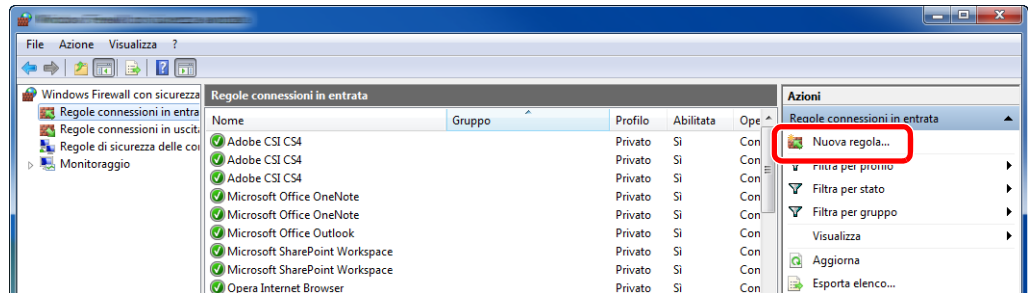 File Azione Visualizza ?
Windows Firewall con sicurezza
Regole connessioni in entra
Regole connessioni in uscit
Regole di sicurezza delle co
Monitoraggio
Regole connessioni in entrata
Nome Gruppo Profilo Abilitata Ope
Adobe CSI CS4 Privato Sì Con
Adobe CSI CS4 Privato Sì Con
Adobe CSI CS4 Privato Sì Con
Microsoft Office OneNote Privato Sì Con
Microsoft Office OneNote Privato Sì Con
Microsoft Office Outlook Privato Sì Con
Microsoft SharePoint Workspace Privato Sì Con
Microsoft SharePoint Workspace Privato Sì Con
Opera Internet Browser Privato Sì Con
Azioni
Regole connessioni in entrata
Nuova regola...
Filtra per profilo
Filtra per stato
Filtra per gruppo
Visualizza
Aggiorna
Esporta elenco...